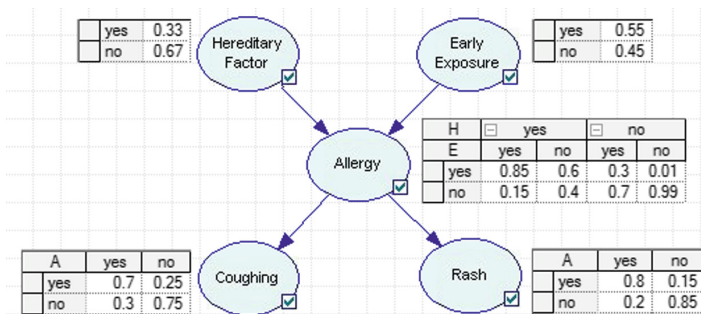 yes 0.33
no 0.67
Hereditary
Factor
Early
Exposure
yes 0.55
no 0.45
Allergy
H yes no
E yes no yes no
yes 0.85 0.6 0.3 0.01
no 0.15 0.4 0.7 0.99
A yes no
yes 0.7 0.25
no 0.3 0.75
Coughing
Rash
A yes no
yes 0.8 0.15
no 0.2 0.85